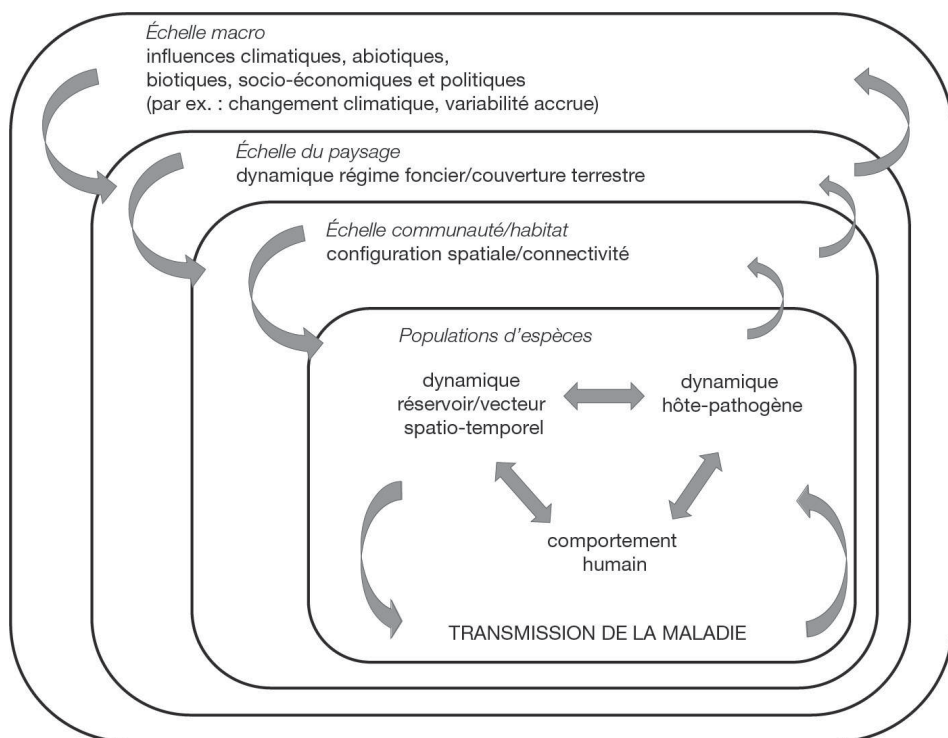 Échelle macro
influences climatiques, abiotiques,
biotiques, socio-économiques et politiques
(par ex. : changement climatique, variabilité accrue)
Échelle du paysage
dynamique régime foncier/couverture terrestre
Échelle communauté/habitat
configuration spatiale/connectivité
Populations d’espèces
dynamique
réservoir/vecteur
spatio-temporel
dynamique
hôte-pathogène
comportement
humain
TRANSMISSION DE LA MALADIE